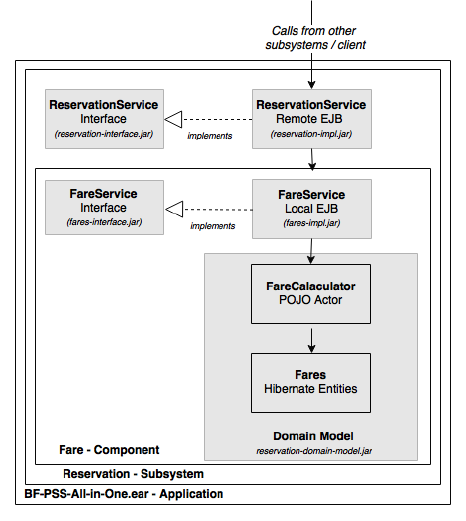 Calls from other
subsystems / client
ReservationService
Interface
(reservation-interface.jar)
ReservationService
Remote EJB
(reservation-impl.jar)
implements
FareService
Interface
(fares-interface.jar)
FareService
Local EJB
(fares-impl.jar)
implements
FareCalaculator
POJO Actor
Fares
Hibernate Entities
Domain Model
reservation-domain-model.jar
Fare - Component
Reservation - Subsystem
BF-PSS-All-in-One.ear - Application